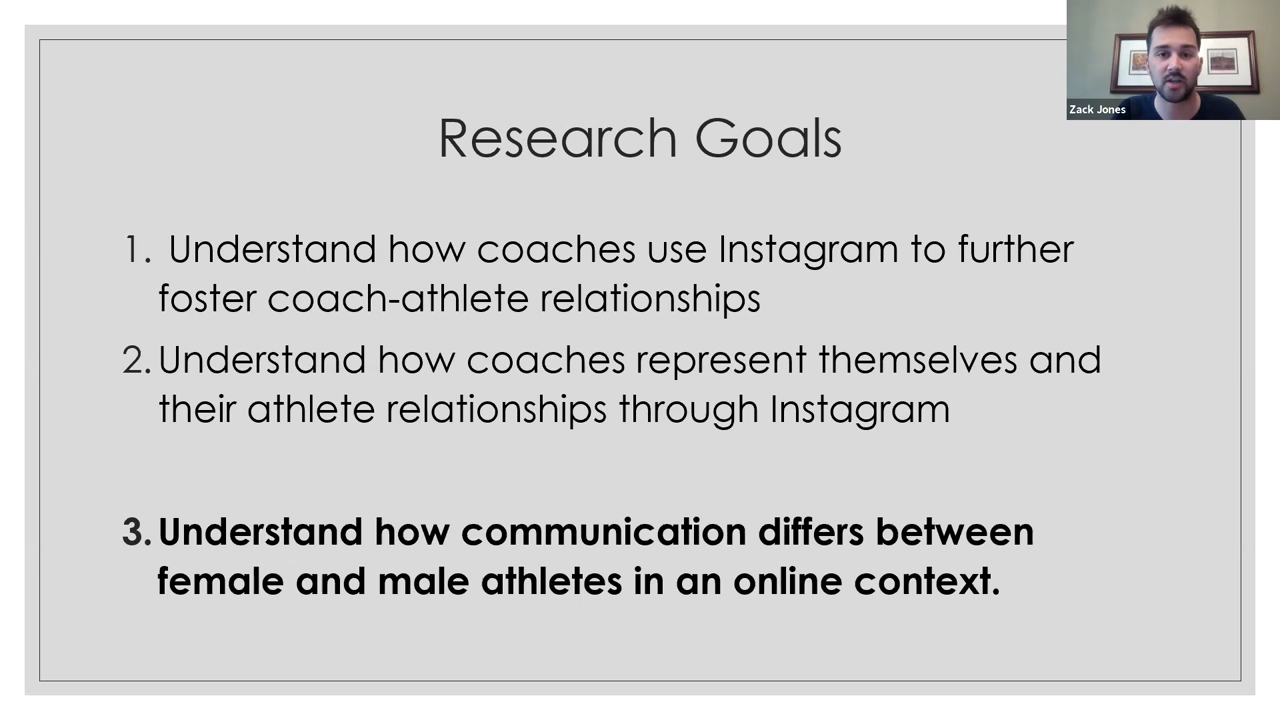 Zack Jones
Research Goals
1. Understand how coaches use Instagram to further
foster coach-athlete relationships
2. Understand how coaches represent themselves and
their athlete relationships through Instagram
3. Understand how communication differs between
female and male athletes in an online context.